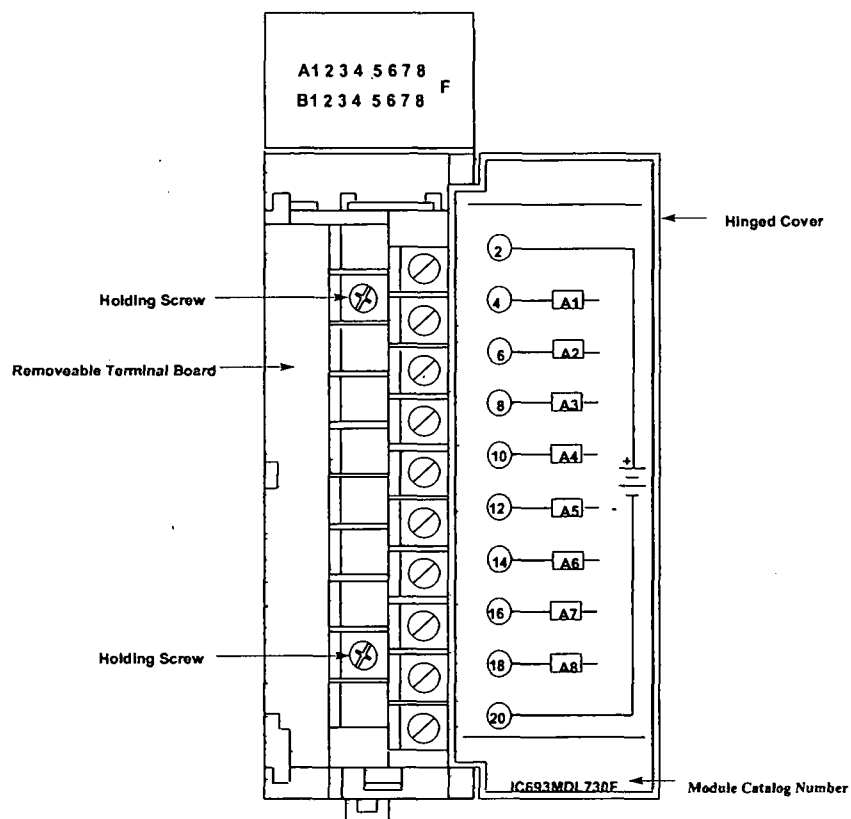 A1 2 3 4 5 6 7 8
B1 2 3 4 5 6 7 8
F
Hinged Cover
2
4 A1
Holding Screw
6 A2
Removeable Terminal Board
8 A3
10 A4
+
12 A5
-
14 A6
16 A7
Holding Screw
18 A8
20
IC693MDL730F
Module Catalog Number